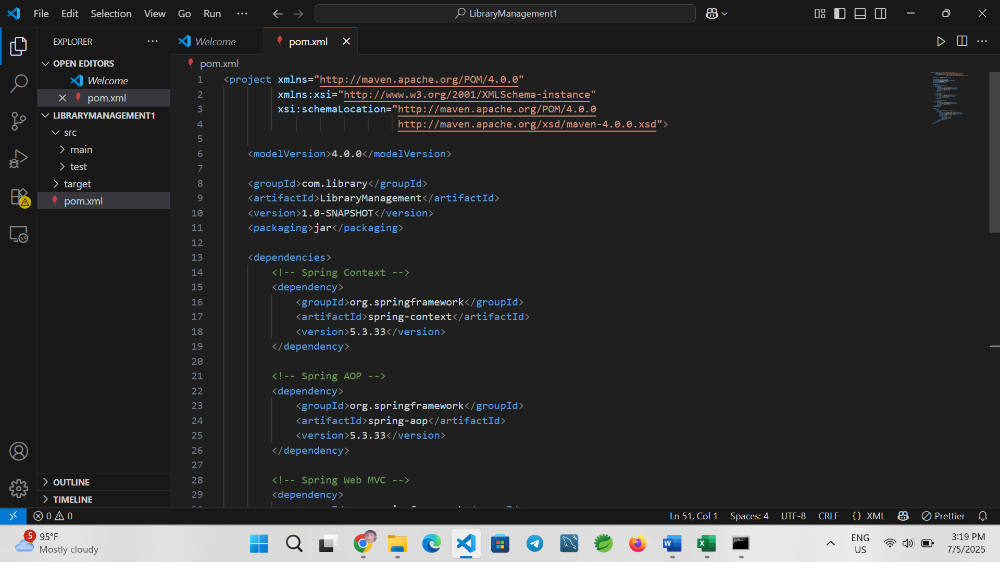 File Edit Selection View Go Run ···
LibraryManagement1
EXPLORER
OPEN EDITORS
Welcome
pom.xml
LIBRARYMANAGEMENT1
src
main
test
target
pom.xml
OUTLINE
TIMELINE
Welcome
pom.xml
pom.xml
1 <project xmlns="http://maven.apache.org/POM/4.0.0"
2 xmlns:xsi="http://www.w3.org/2001/XMLSchema-instance"
3 xsi:schemaLocation="http://maven.apache.org/POM/4.0.0
4 http://maven.apache.org/xsd/maven-4.0.0.xsd">
5
6 <modelVersion>4.0.0</modelVersion>
7
8 <groupId>com.library</groupId>
9 <artifactId>LibraryManagement</artifactId>
10 <version>1.0-SNAPSHOT</version>
11 <packaging>jar</packaging>
12
13 <dependencies>
14 <!-- Spring Context -->
15 <dependency>
16 <groupId>org.springframework</groupId>
17 <artifactId>spring-context</artifactId>
18 <version>5.3.33</version>
19 </dependency>
20
21 <!-- Spring AOP -->
22 <dependency>
23 <groupId>org.springframework</groupId>
24 <artifactId>spring-aop</artifactId>
25 <version>5.3.33</version>
26 </dependency>
27
28 <!-- Spring Web MVC -->
29 <dependency>
0 0
Ln 51, Col 1 Spaces: 4 UTF-8 CRLF {} XML Prettier
5
95°F
Mostly cloudy
ENG
US
3:19 PM
7/5/2025